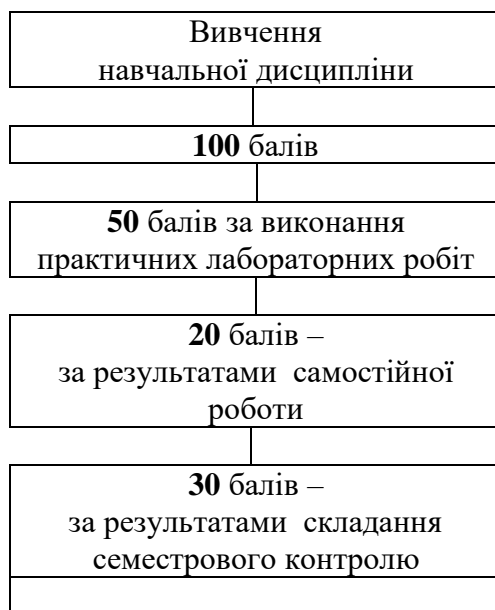 Вивчення
навчальної дисципліни
100 балів
50 балів за виконання
практичних лабораторних робіт
20 балів –
за результатами самостійної
роботи
30 балів –
за результатами складання
семестрового контролю